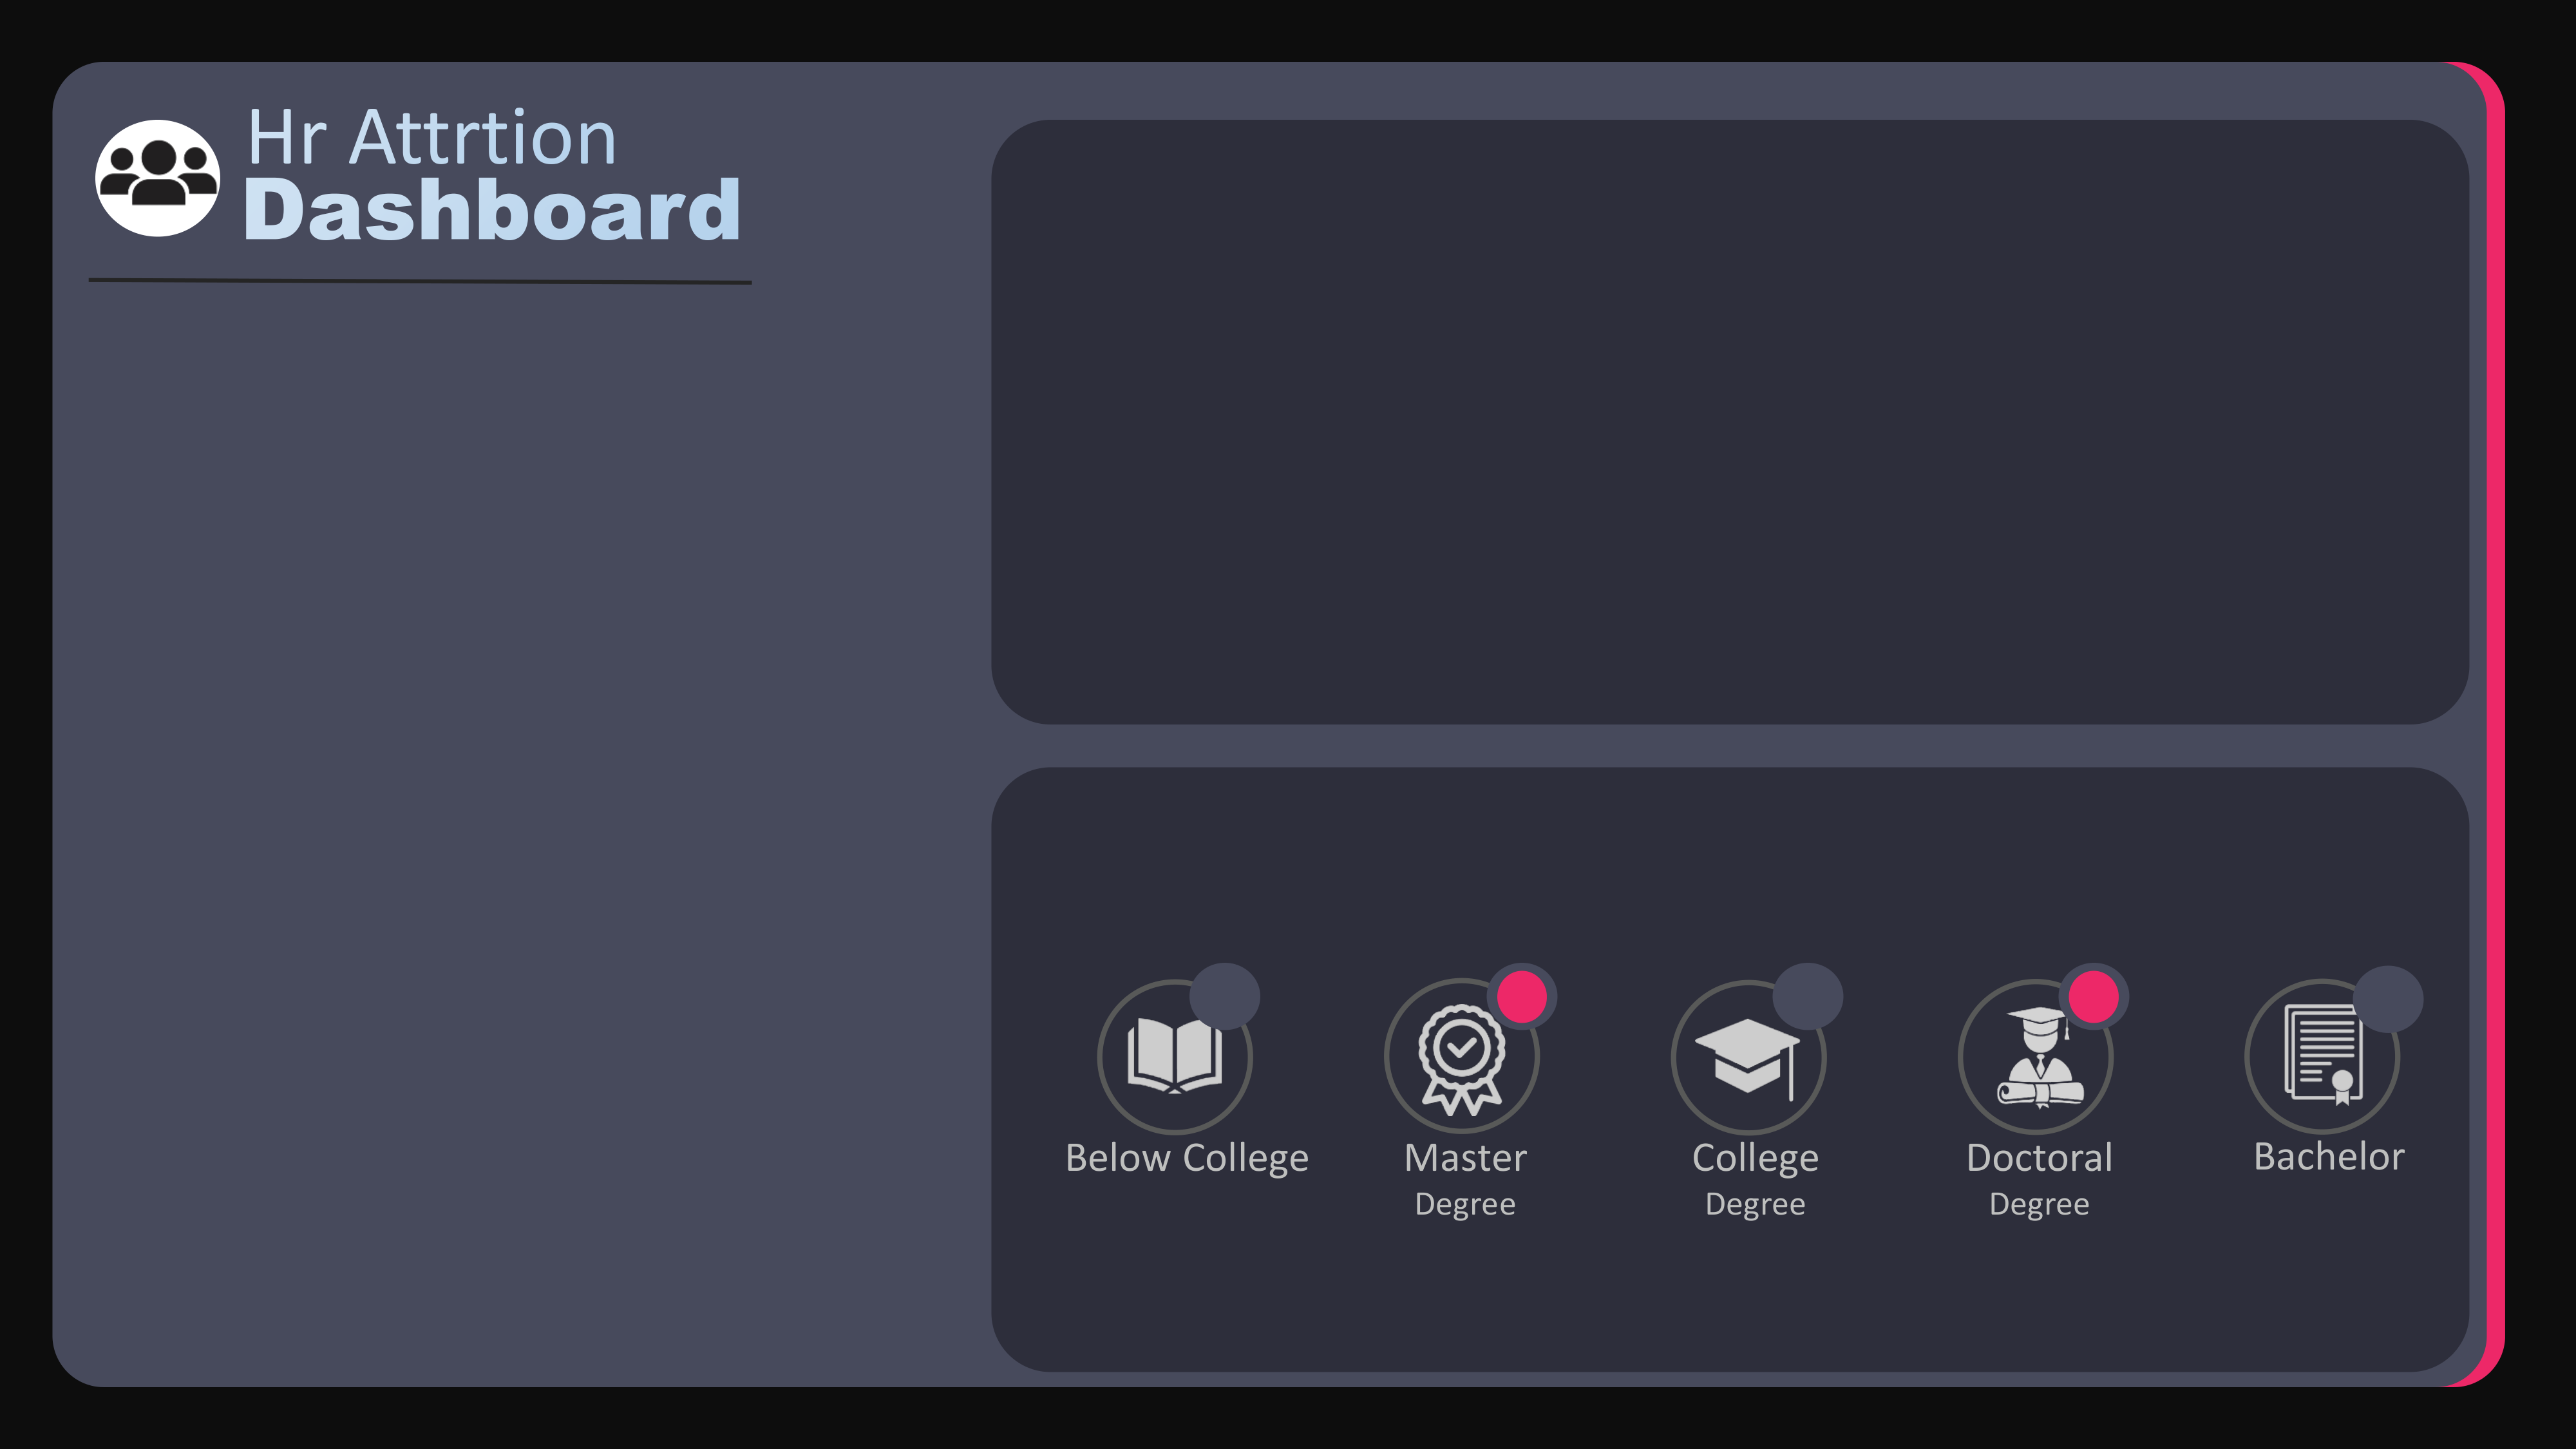 Hr Attrtion
Dashboard
Below College
Master
Degree
College
Degree
Doctoral
Degree
Bachelor